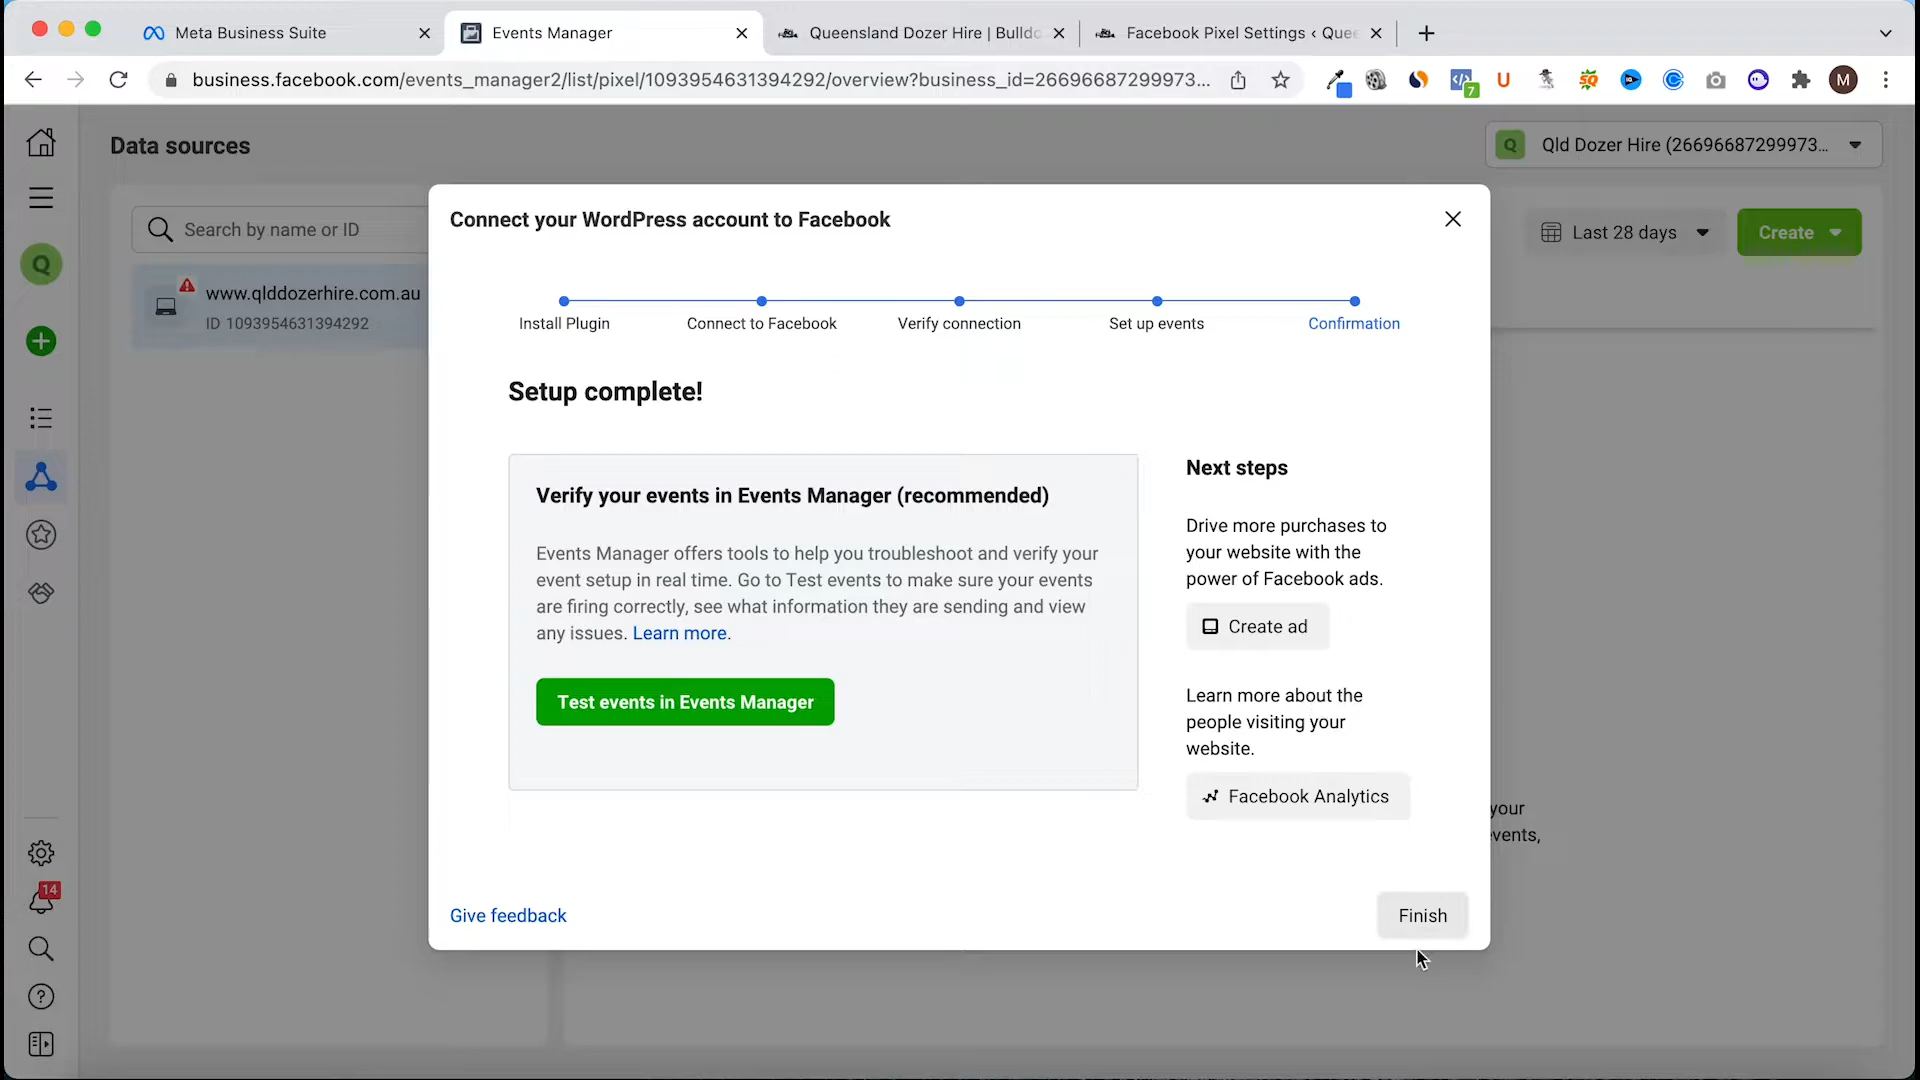 Meta Business Suite
Events Manager
Queensland Dozer Hire | Bulldo
Facebook Pixel Settings ‹ Que
business.facebook.com/events_manager2/list/pixel/1093954631394292/overview?business_id=26696687299973...
7
U
M
Data sources
Q
Qld Dozer Hire (26696687299973...
Search by name or ID
Last 28 days
Create
Q
www.qlddozerhire.com.au
ID 1093954631394292
Connect your WordPress account to Facebook
Install Plugin
Connect to Facebook
Verify connection
Set up events
Confirmation
Setup complete!
Verify your events in Events Manager (recommended)
Events Manager offers tools to help you troubleshoot and verify your
event setup in real time. Go to Test events to make sure your events
are firing correctly, see what information they are sending and view
any issues. Learn more.
Test events in Events Manager
Next steps
Drive more purchases to
your website with the
power of Facebook ads.
Create ad
Learn more about the
people visiting your
website.
Facebook Analytics
your
vents,
14
Give feedback
Finish